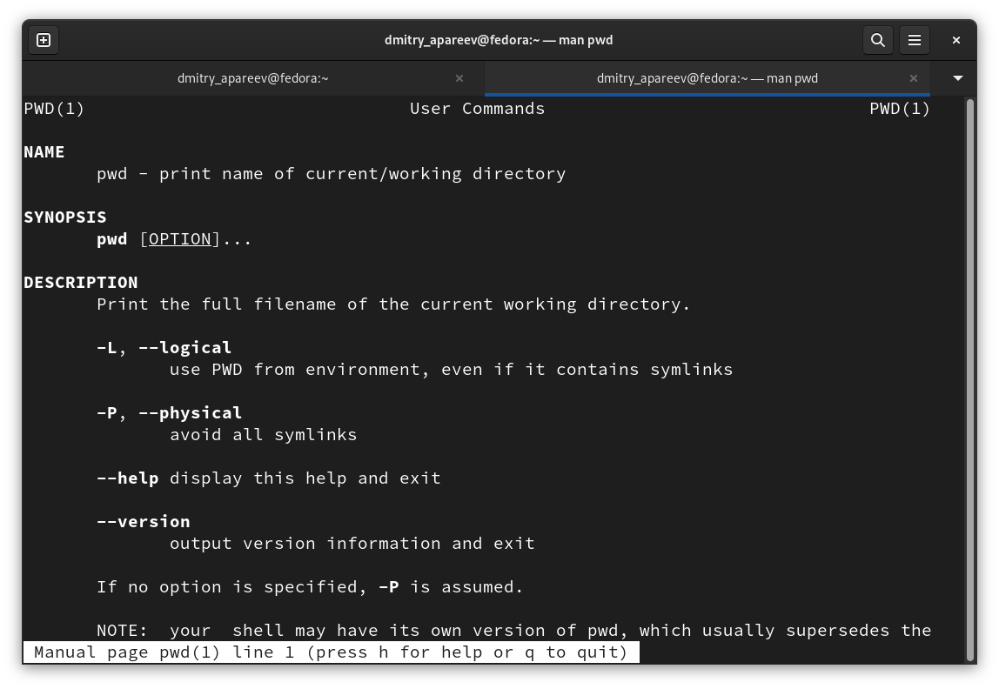 dmitry_apareev@fedora:~ — man pwd
dmitry_apareev@fedora:~ dmitry_apareev@fedora:~ — man pwd
PWD(1) User Commands PWD(1)
NAME
pwd - print name of current/working directory
SYNOPSIS
pwd [OPTION]...
DESCRIPTION
Print the full filename of the current working directory.
-L, --logical
use PWD from environment, even if it contains symlinks
-P, --physical
avoid all symlinks
--help display this help and exit
--version
output version information and exit
If no option is specified, -P is assumed.
NOTE:  your  shell may have its own version of pwd, which usually supersedes the
Manual page pwd(1) line 1 (press h for help or q to quit)